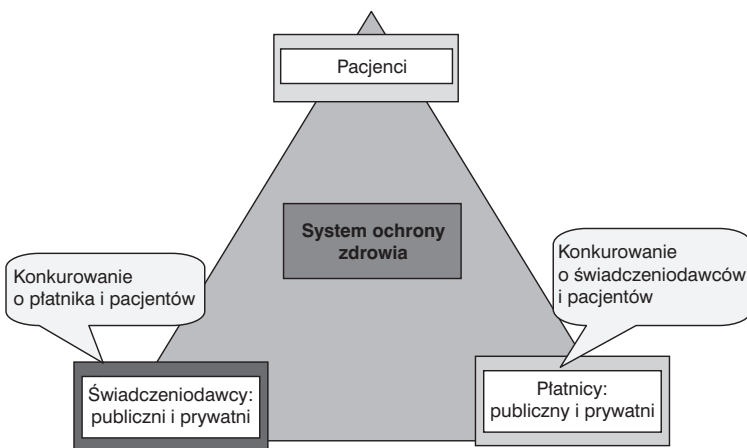 Pacjenci
System ochrony
zdrowia
Konkurowanie
o płatnika i pacjentów
Konkurowanie
o świadczeniodawców
i pacjentów
Świadczeniodawcy:
publiczni i prywatni
Płatnicy:
publiczny i prywatni